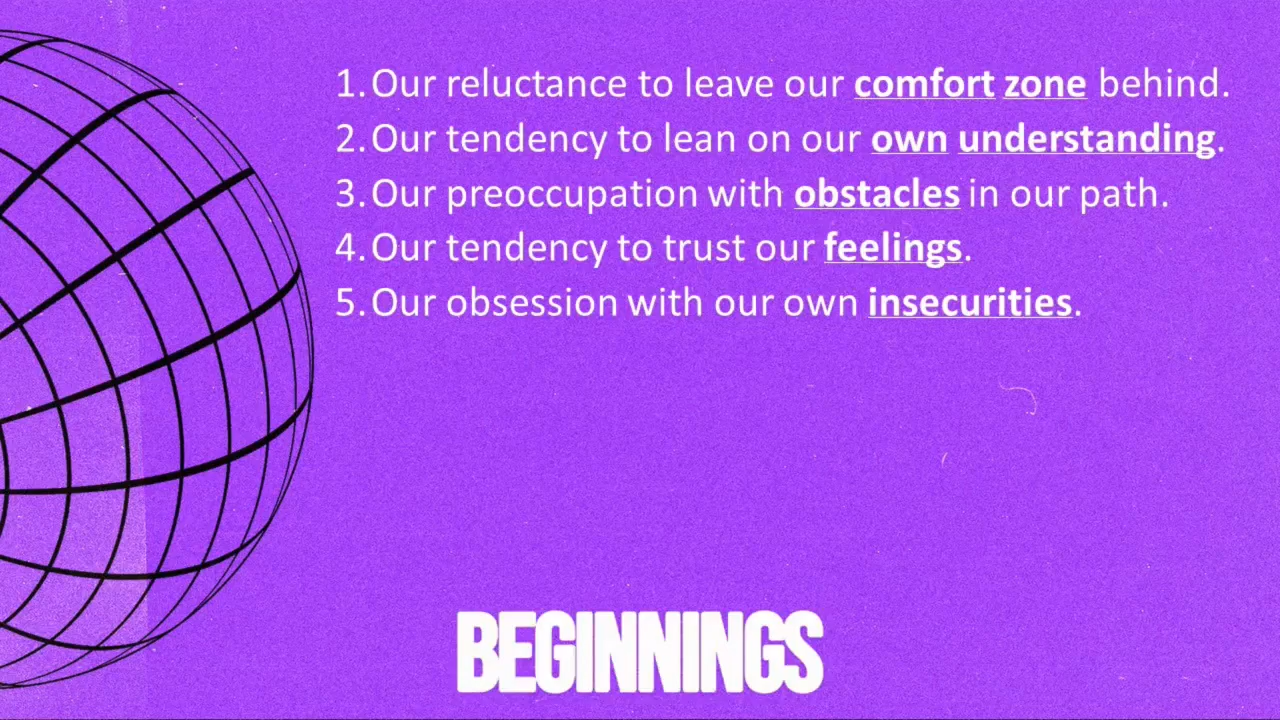 1. Our reluctance to leave our comfort zone behind.
2. Our tendency to lean on our own understanding.
3. Our preoccupation with obstacles in our path.
4. Our tendency to trust our feelings.
5. Our obsession with our own insecurities.
BEGINNINGS